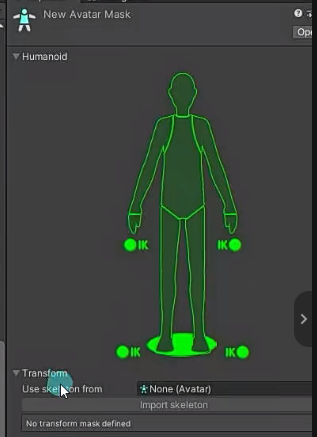 New Avatar Mask
Ope
Humanoid
IK IK
IK IK
Transform
Use skeleton from None (Avatar)
Import skeleton
No transform mask defined